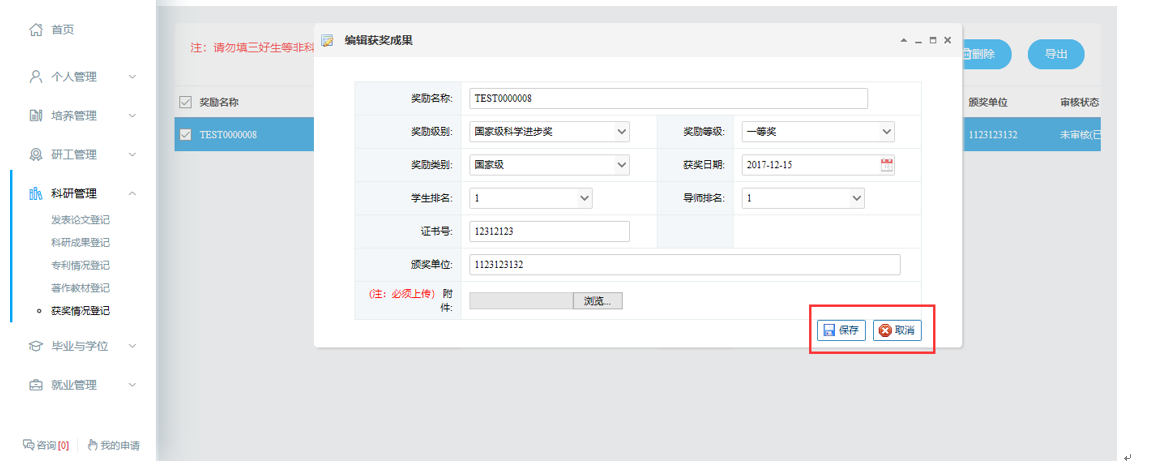 首页
个人管理
培养管理
研工管理
科研管理
发表论文登记
科研成果登记
专利情况登记
著作教材登记
获奖情况登记
毕业与学位
就业管理
咨询[0] 我的申请
注：请勿填三好生等非科
删除 导出
奖励名称 颁奖单位 审核状态
TEST0000008 1123123132 未审核(已
编辑获奖成果
奖励名称: TEST0000008
奖励级别: 国家级科学进步奖 奖励等级: 一等奖
奖励类别: 国家级 获奖日期: 2017-12-15
学生排名: 1 导师排名: 1
证书号: 12312123
颁奖单位: 1123123132
(注：必须上传) 附
件: 浏览...
保存 取消